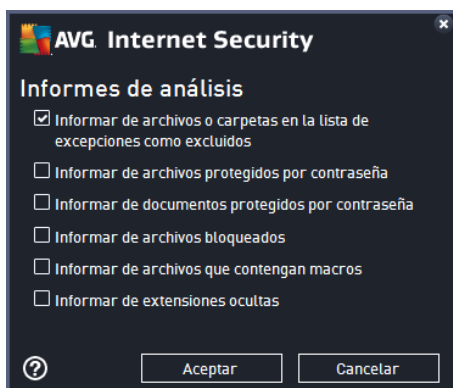 AVG. Internet Security
Informes de análisis
Informar de archivos o carpetas en la lista de
excepciones como excluidos
Informar de archivos protegidos por contraseña
Informar de documentos protegidos por contraseña
Informar de archivos bloqueados
Informar de archivos que contengan macros
Informar de extensiones ocultas
?
Aceptar
Cancelar